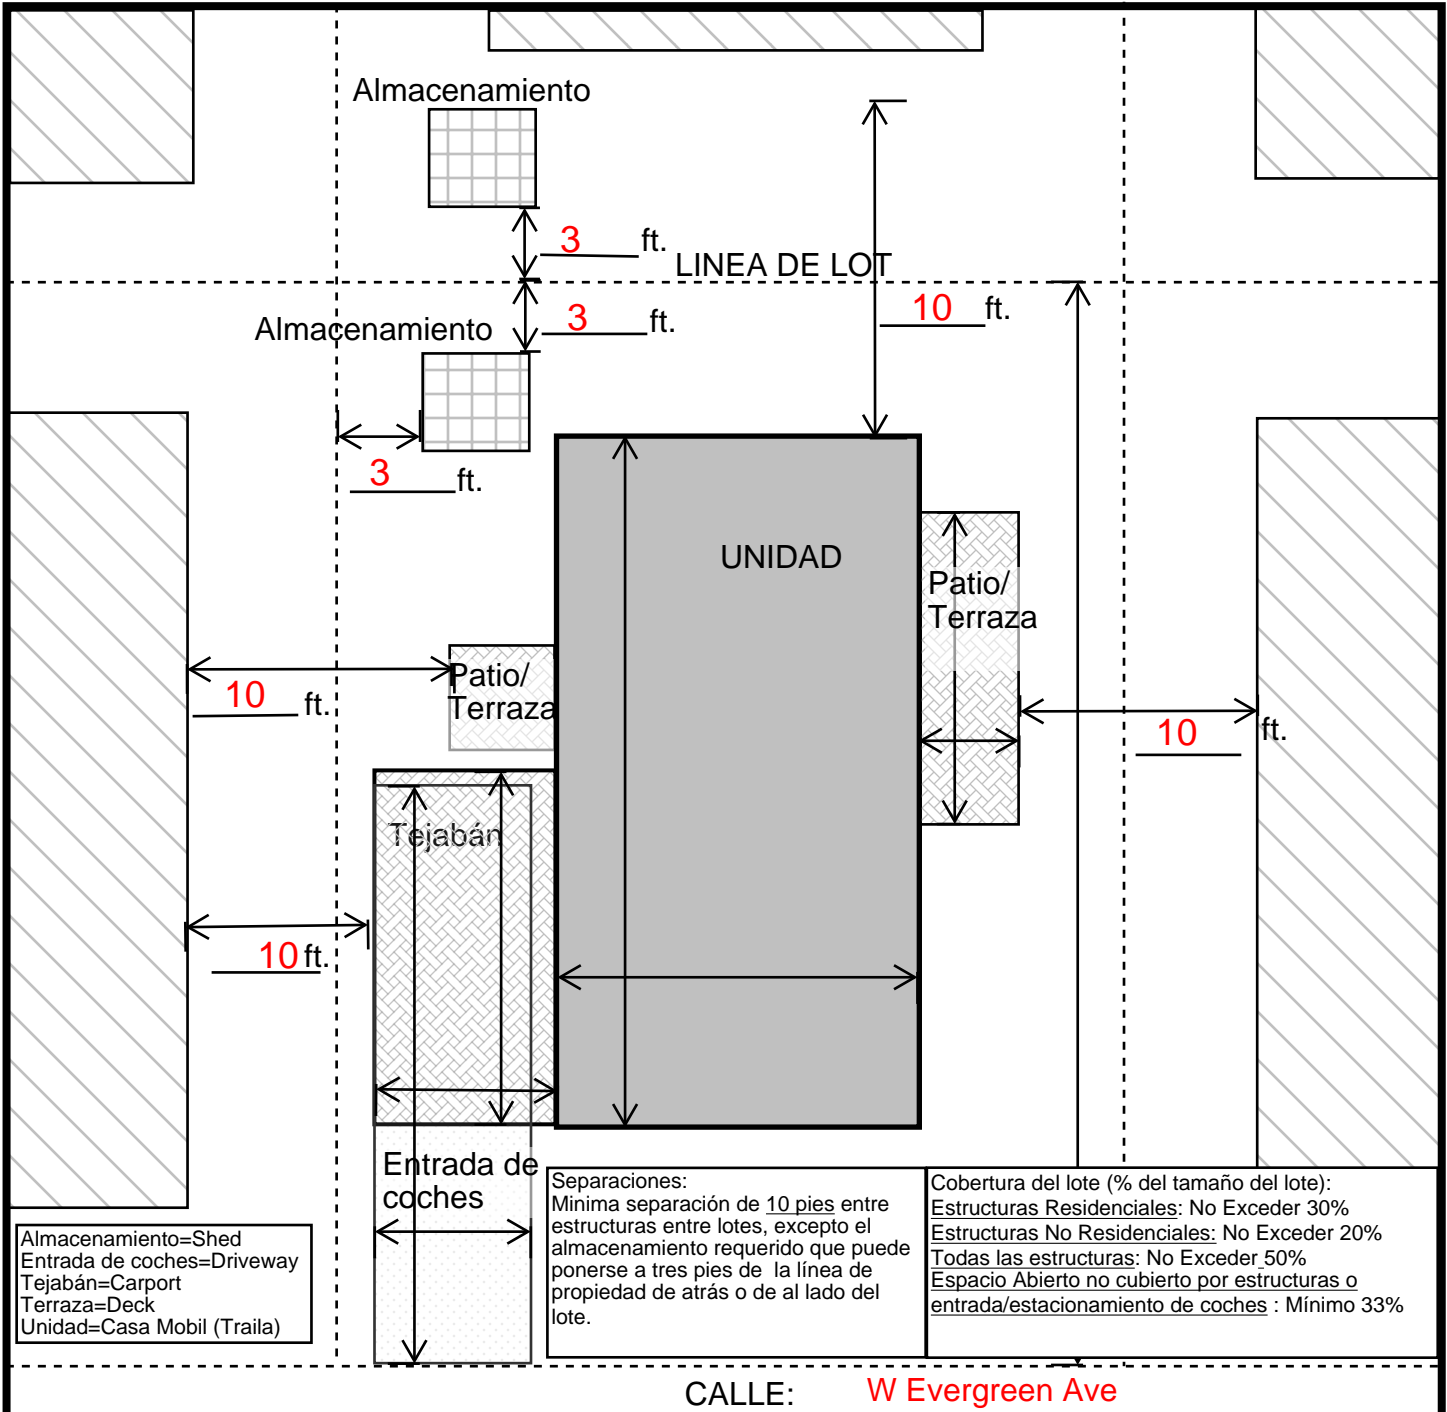 Almacenamiento
3 ft.
LINEA DE LOT
3 ft.
10 ft.
Almacenamiento
3 ft.
UNIDAD
Patio/
Terraza
Patio/
Terraza
10 ft.
10 ft.
Tejabán
10 ft.
Entrada de
coches
Almacenamiento=Shed
Entrada de coches=Driveway
Tejabán=Carport
Terraza=Deck
Unidad=Casa Mobil (Traila)
Separaciones:
Minima separación de 10 pies entre
estructuras entre lotes, excepto el
almacenamiento requerido que puede
ponerse a tres pies de la línea de
propiedad de atrás o de al lado del
lote.
Cobertura del lote (% del tamaño del lote):
Estructuras Residenciales: No Exceder 30%
Estructuras No Residenciales: No Exceder 20%
Todas las estructuras: No Exceder 50%
Espacio Abierto no cubierto por estructuras o
entrada/estacionamiento de coches : Mínimo 33%
CALLE: W Evergreen Ave